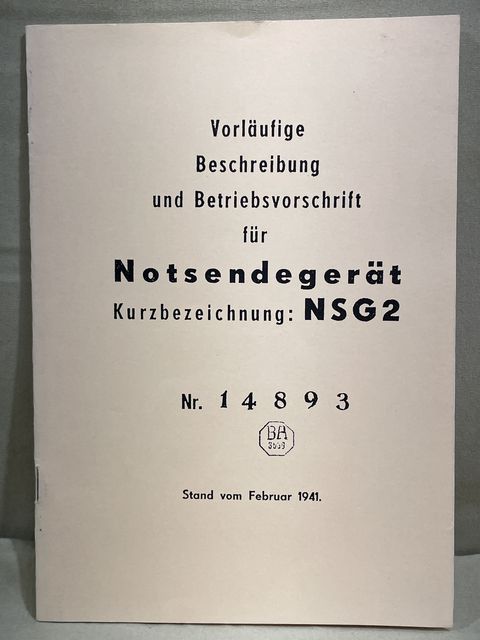 Vorläufige
Beschreibung
und Betriebsvorschrift
für
Notsendegerät
Kurzbezeichnung: NSG2
Nr. 14893
BA
Stand vom Februar 1941.